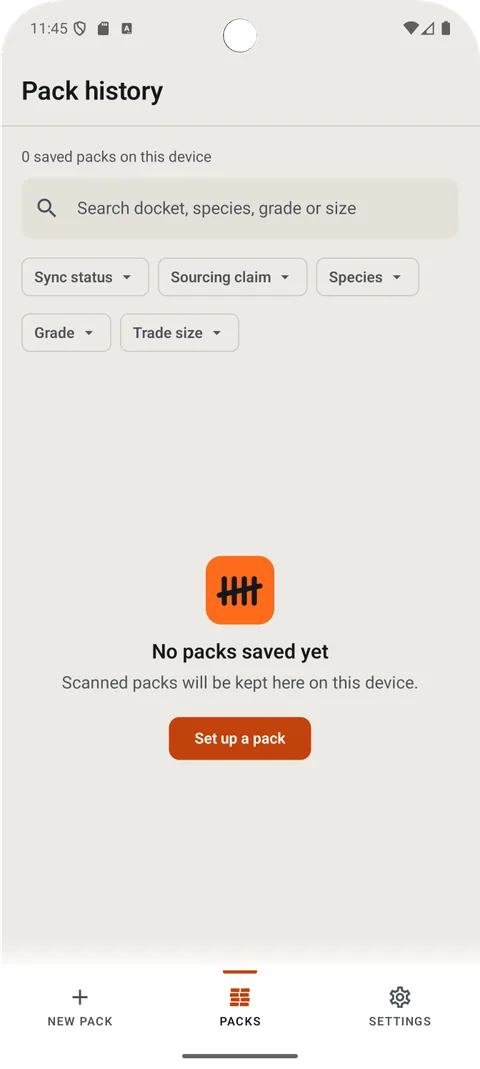 11:45
Pack history
0 saved packs on this device
Search docket, species, grade or size
Sync status
Sourcing claim
Species
Grade
Trade size
No packs saved yet
Scanned packs will be kept here on this device.
Set up a pack
NEW PACK
PACKS
SETTINGS